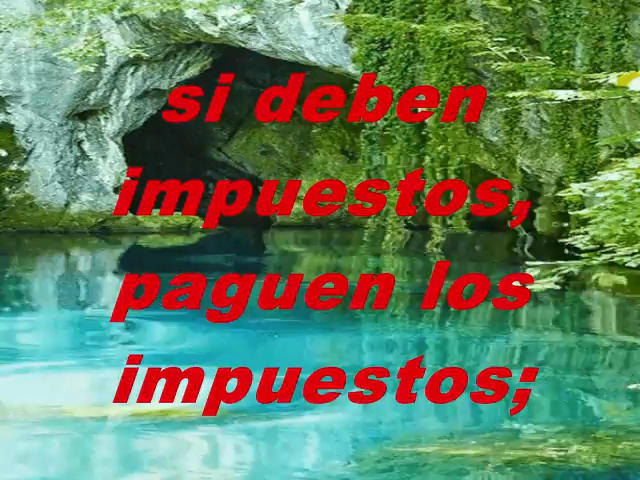 si deben
impuestos,
paguen los
impuestos;